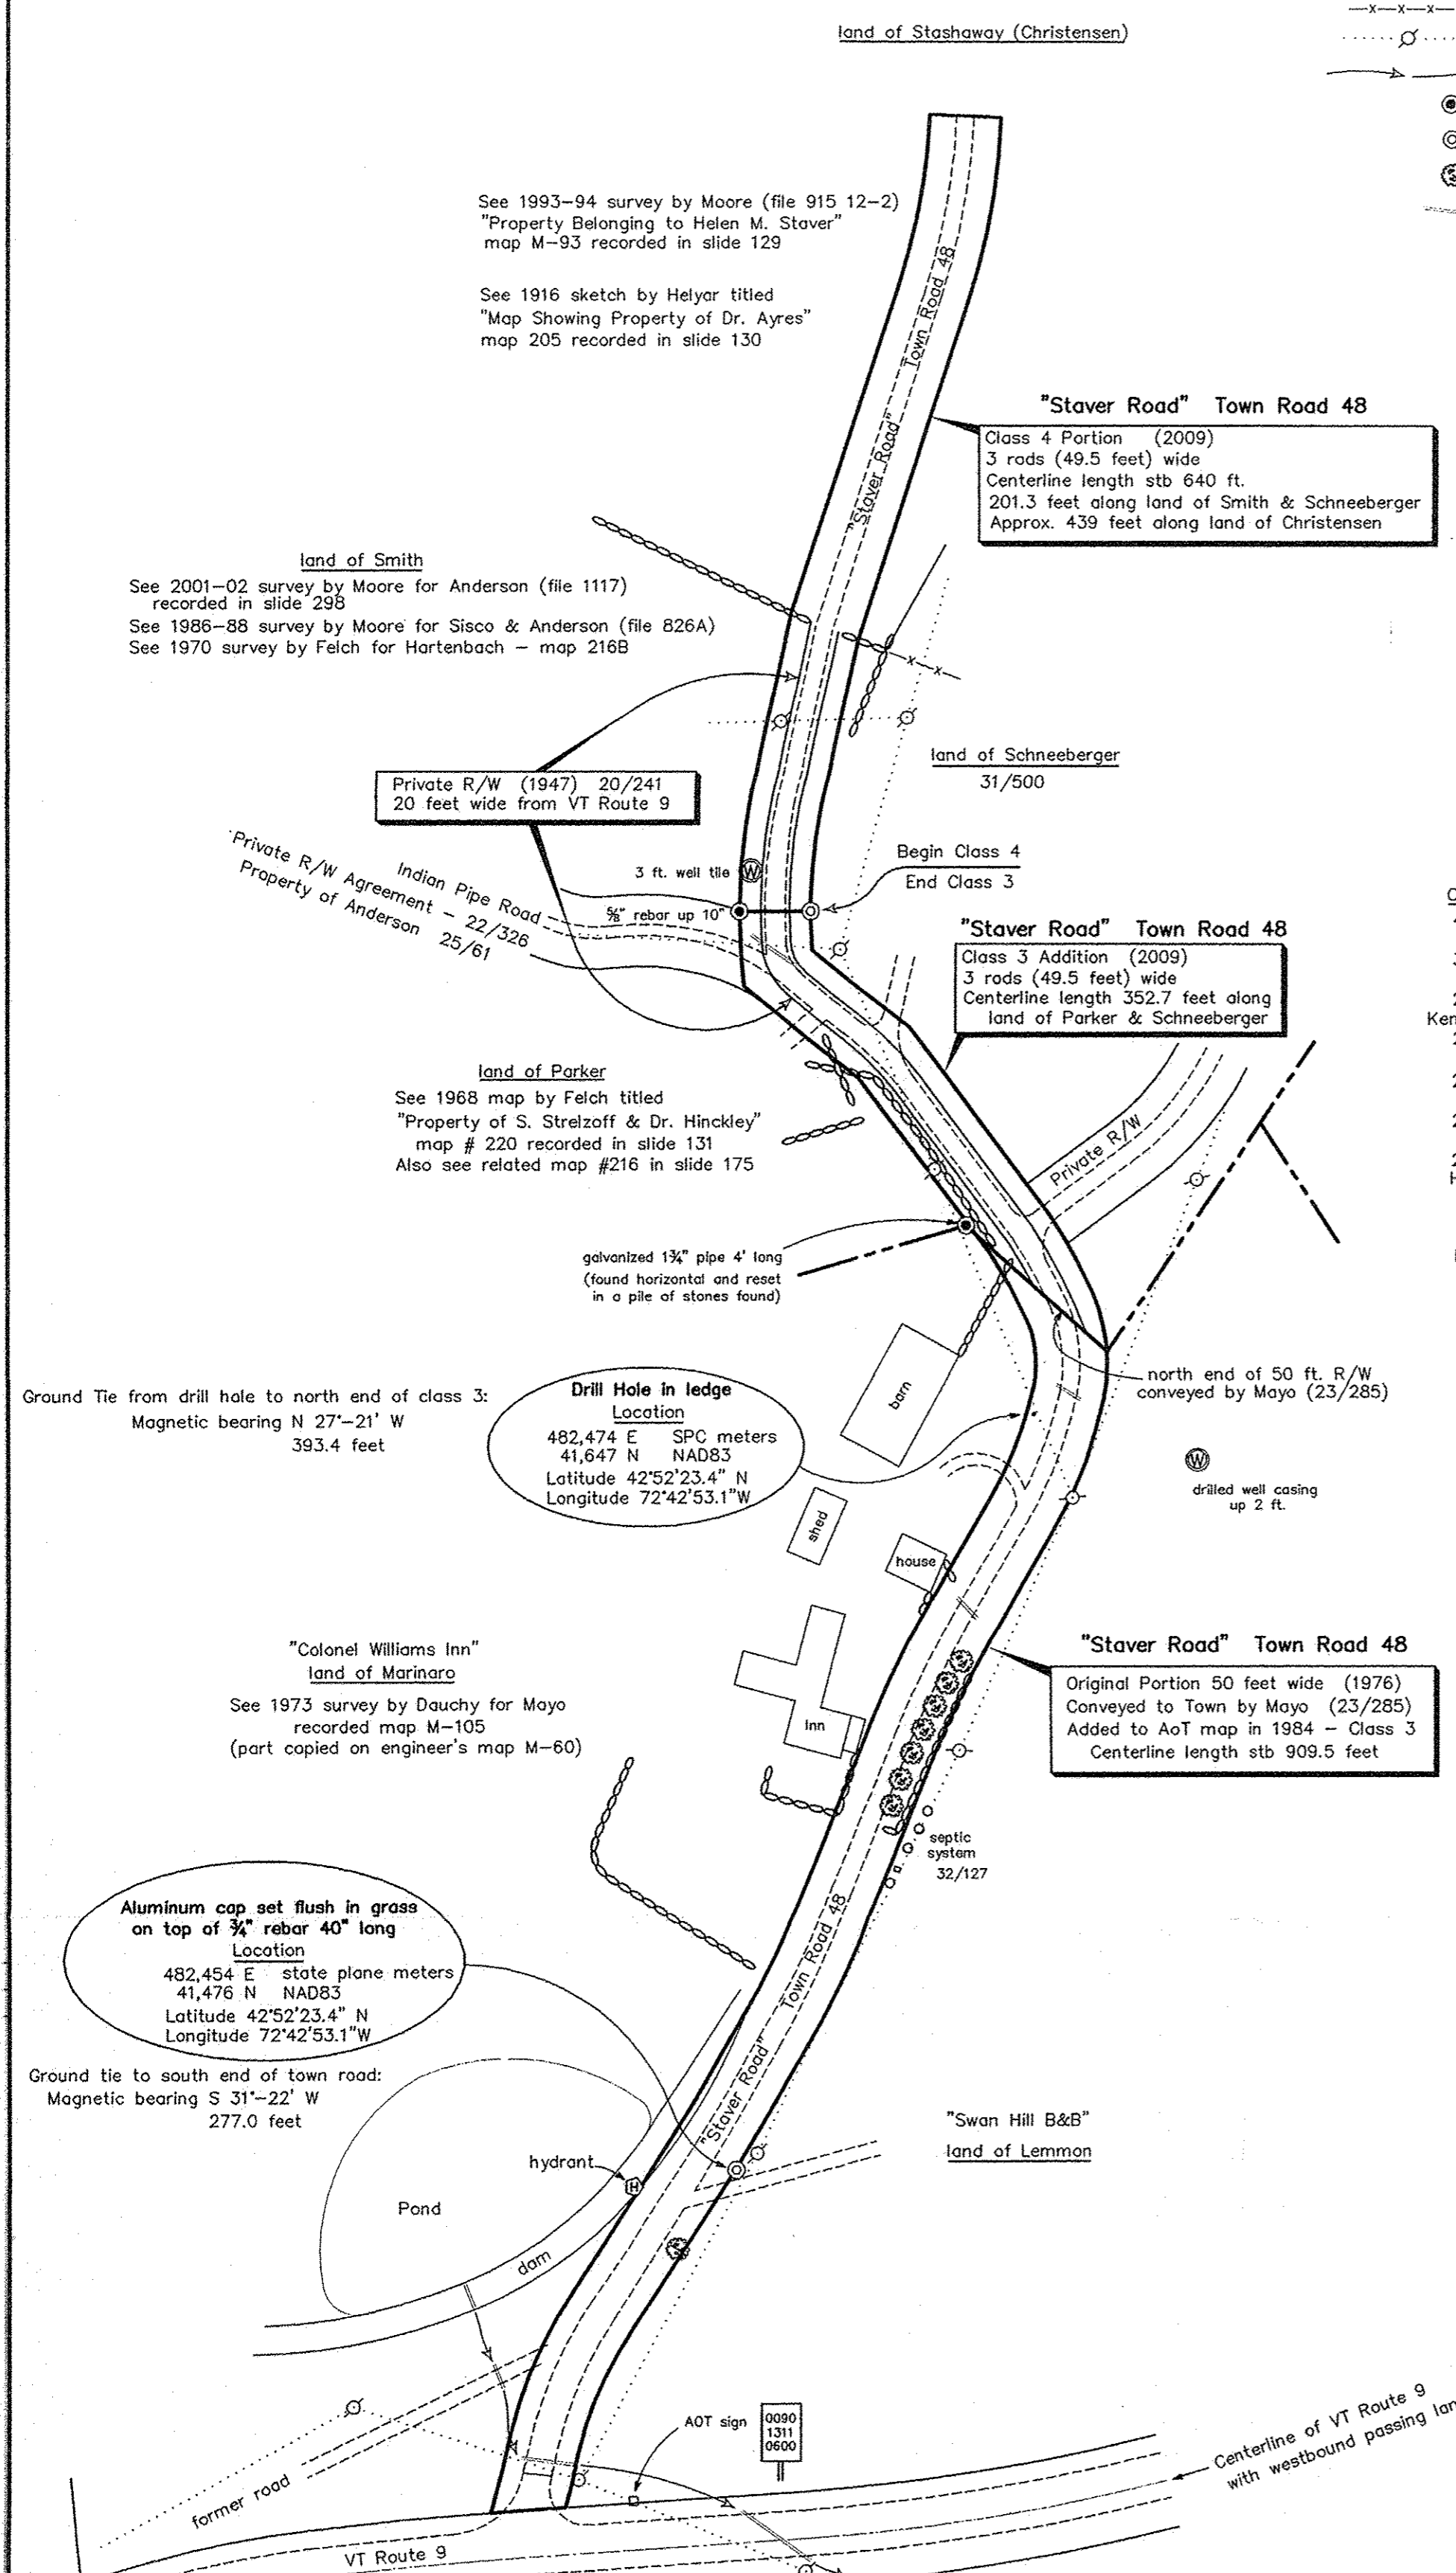 land of Stashaway (Christensen)
See 1993-94 survey by Moore (file 915 12-2)
"Property Belonging to Helen M. Staver"
map M-93 recorded in slide 129
See 1916 sketch by Helyar titled
"Map Showing Property of Dr. Ayres"
map 205 recorded in slide 130
Town Road 48
"Staver Road"
"Staver Road" Town Road 48
Class 4 Portion (2009)
3 rods (49.5 feet) wide
Centerline length stb 640 ft.
201.3 feet along land of Smith & Schneeberger
Approx. 439 feet along land of Christensen
land of Smith
See 2001-02 survey by Moore for Anderson (file 1117)
recorded in slide 298
See 1986-88 survey by Moore for Sisco & Anderson (file 826A)
See 1970 survey by Felch for Hartenbach - map 216B
x x
land of Schneeberger
31/500
Private R/W (1947) 20/241
20 feet wide from VT Route 9
Private R/W Agreement - 22/326
Property of Anderson 25/61
Indian Pipe Road
3 ft. well tile
W
⅝" rebar up 10"
Begin Class 4
End Class 3
"Staver Road" Town Road 48
Class 3 Addition (2009)
3 rods (49.5 feet) wide
Centerline length 352.7 feet along
land of Parker & Schneeberger
Ken
land of Parker
See 1968 map by Felch titled
"Property of S. Strelzoff & Dr. Hinckley"
map # 220 recorded in slide 131
Also see related map #216 in slide 175
Private R/W
galvanized 1¾" pipe 4' long
(found horizontal and reset
in a pile of stones found)
barn
north end of 50 ft. R/W
conveyed by Mayo (23/285)
Ground Tie from drill hole to north end of class 3:
Magnetic bearing N 27°-21' W
393.4 feet
Drill Hole in ledge
Location
482,474 E SPC meters
41,647 N NAD83
Latitude 42°52'23.4" N
Longitude 72°42'53.1"W
W
drilled well casing
up 2 ft.
shed
house
"Colonel Williams Inn"
land of Marinaro
See 1973 survey by Dauchy for Mayo
recorded map M-105
(part copied on engineer's map M-60)
Inn
"Staver Road" Town Road 48
Original Portion 50 feet wide (1976)
Conveyed to Town by Mayo (23/285)
Added to AoT map in 1984 - Class 3
Centerline length stb 909.5 feet
septic
system
32/127
Aluminum cap set flush in grass
on top of ¾" rebar 40" long
Location
482,454 E state plane meters
41,476 N NAD83
Latitude 42°52'23.4" N
Longitude 72°42'53.1"W
Ground tie to south end of town road:
Magnetic bearing S 31°-22' W
277.0 feet
Town Road 48
"Staver Road"
"Swan Hill B&B"
land of Lemmon
hydrant
H
Pond
dam
AOT sign
0090
1311
0600
former road
VT Route 9
Centerline of VT Route 9
with westbound passing